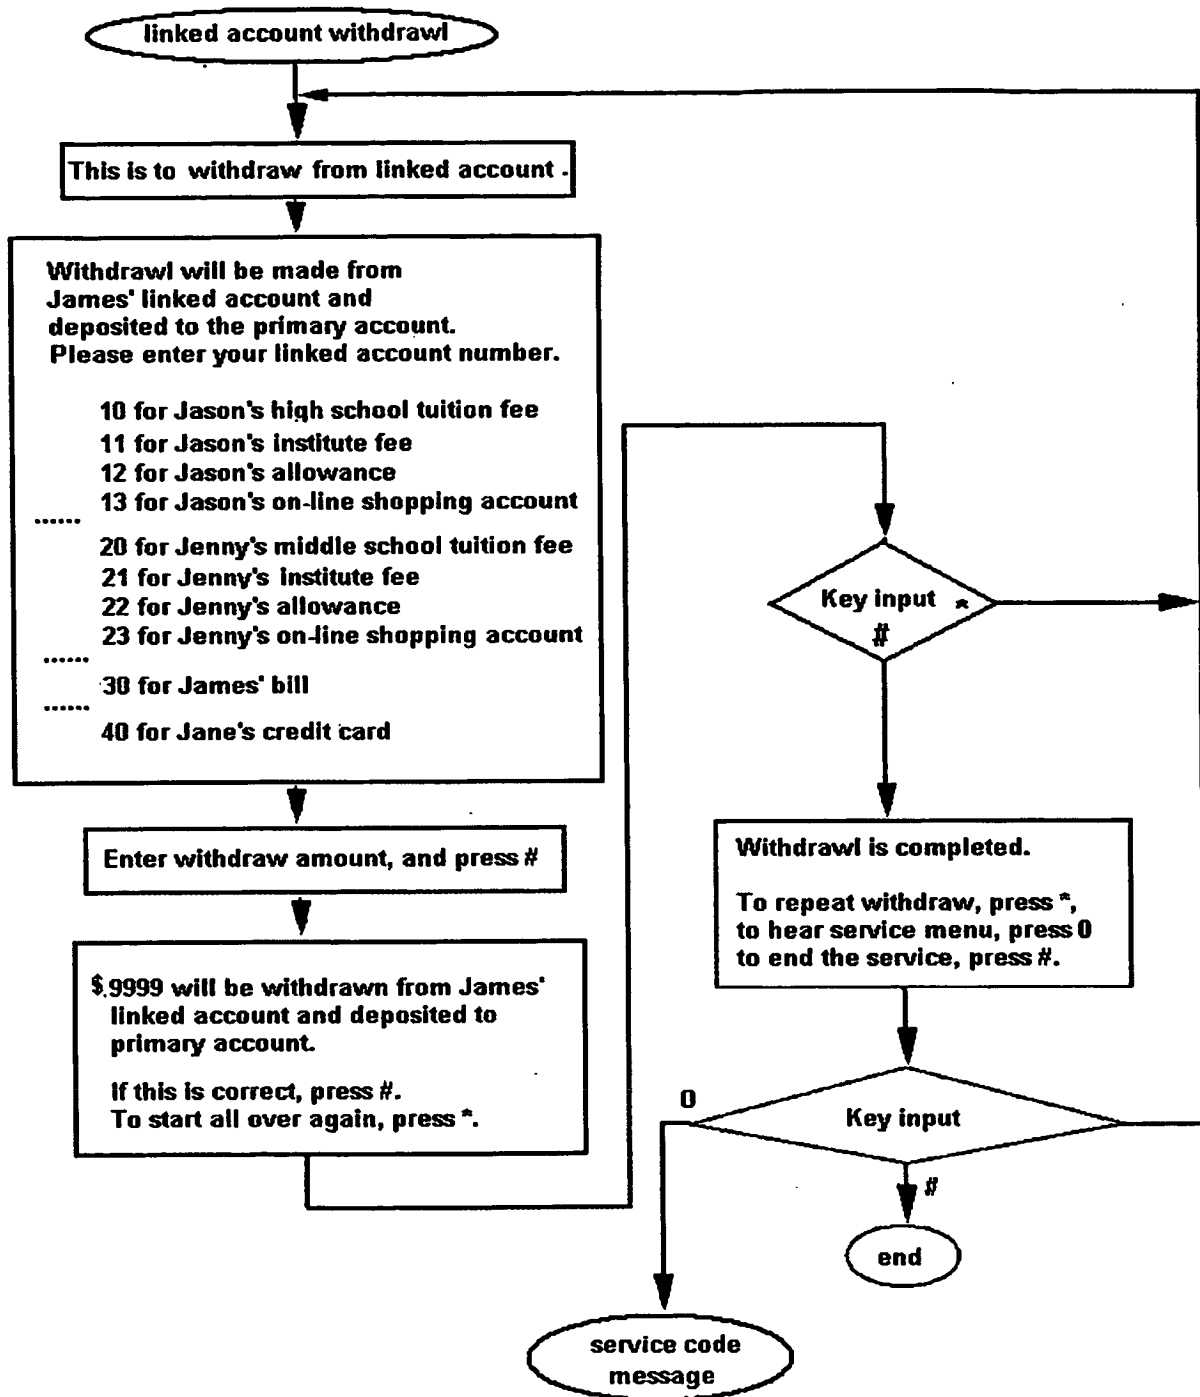 linked account withdrawl
This is to withdraw from linked account .
Withdrawl will be made from
James' linked account and
deposited to the primary account.
Please enter your linked account number.
10 for Jason's high school tuition fee
11 for Jason's institute fee
12 for Jason's allowance
13 for Jason's on-line shopping account
......
20 for Jenny's middle school tuition fee
21 for Jenny's institute fee
22 for Jenny's allowance
23 for Jenny's on-line shopping account
......
30 for James' bill
......
40 for Jane's credit card
Enter withdraw amount, and press #
$.9999 will be withdrawn from James'
linked account and deposited to
primary account.
If this is correct, press #.
To start all over again, press *.
Key input *
#
Withdrawl is completed.
To repeat withdraw, press *,
to hear service menu, press 0
to end the service, press #.
0
Key input
#
end
service code
message